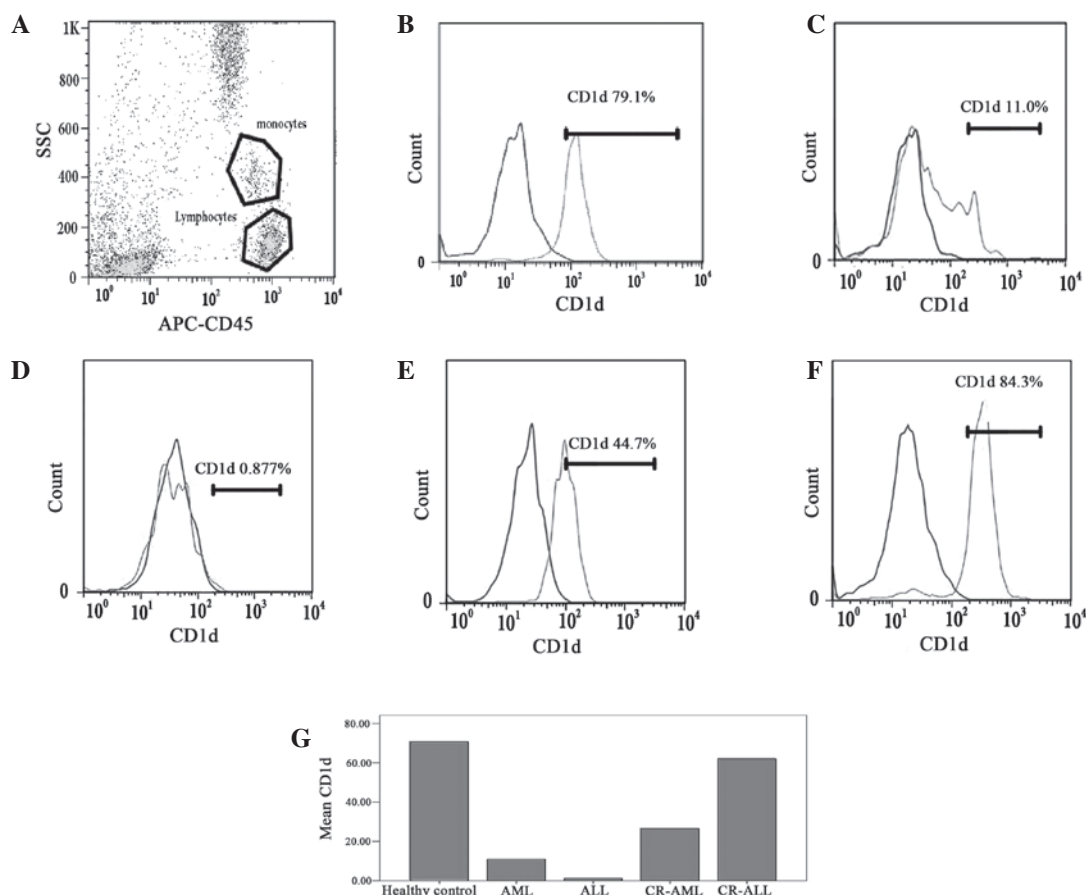 A
1K
800
600
400
200
0
SSC
monocytes
Lymphocytes
10^0 10^1 10^2 10^3 10^4
APC-CD45
B
CD1d 79.1%
Count
0
10^0 10^1 10^2 10^3 10^4
CD1d
C
CD1d 11.0%
Count
0
10^0 10^1 10^2 10^3 10^4
CD1d
D
CD1d 0.877%
Count
0
10^0 10^1 10^2 10^3 10^4
CD1d
E
CD1d 44.7%
Count
0
10^0 10^1 10^2 10^3 10^4
CD1d
F
CD1d 84.3%
Count
0
10^0 10^1 10^2 10^3 10^4
CD1d
G
80.00
60.00
40.00
20.00
0.00
Mean CD1d
Healthy control AML ALL CR-AML CR-ALL